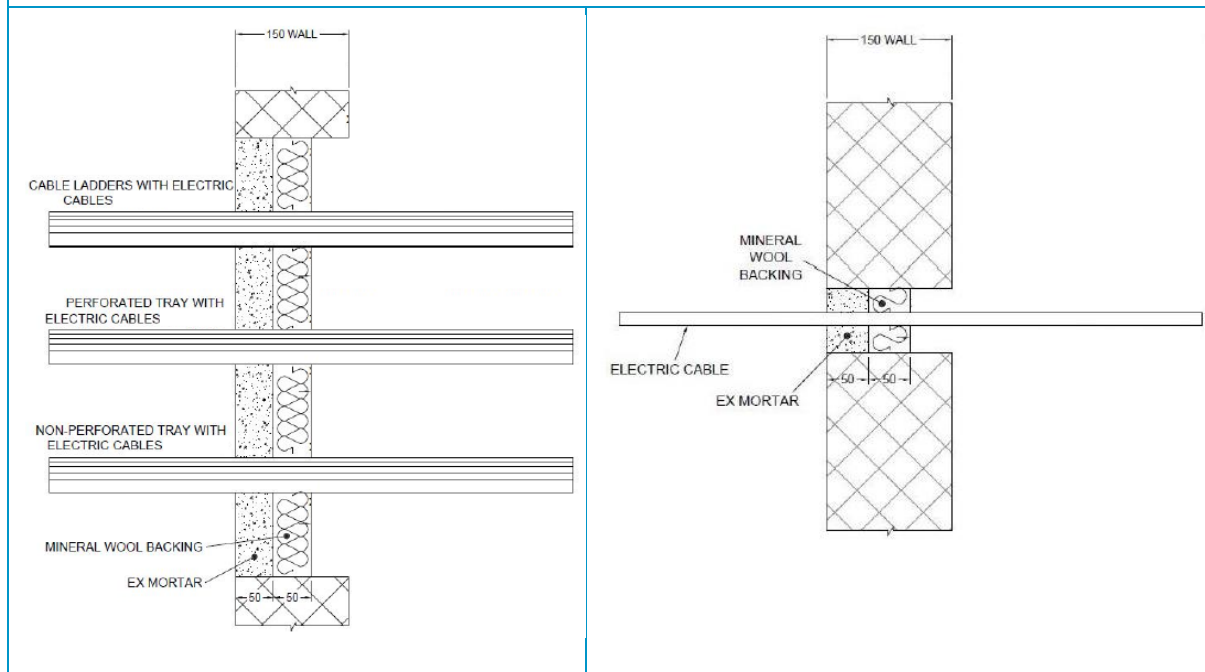 150 WALL
CABLE LADDERS WITH ELECTRIC
CABLES
PERFORATED TRAY WITH
ELECTRIC CABLES
NON-PERFORATED TRAY WITH
ELECTRIC CABLES
MINERAL WOOL BACKING
EX MORTAR
50 50
150 WALL
MINERAL
WOOL
BACKING
ELECTRIC CABLE
50 50
EX MORTAR